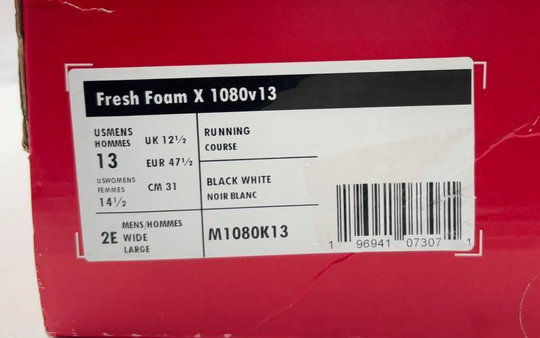 Fresh Foam X 1080v13
USMENS
HOMMES
13
UK 12½
EUR 47½
USWOMENS
FEMMES
14½
CM 31
RUNNING
COURSE
BLACK WHITE
NOIR BLANC
2E
MENS/HOMMES
WIDE
LARGE
M1080K13
1 96941 07307 1